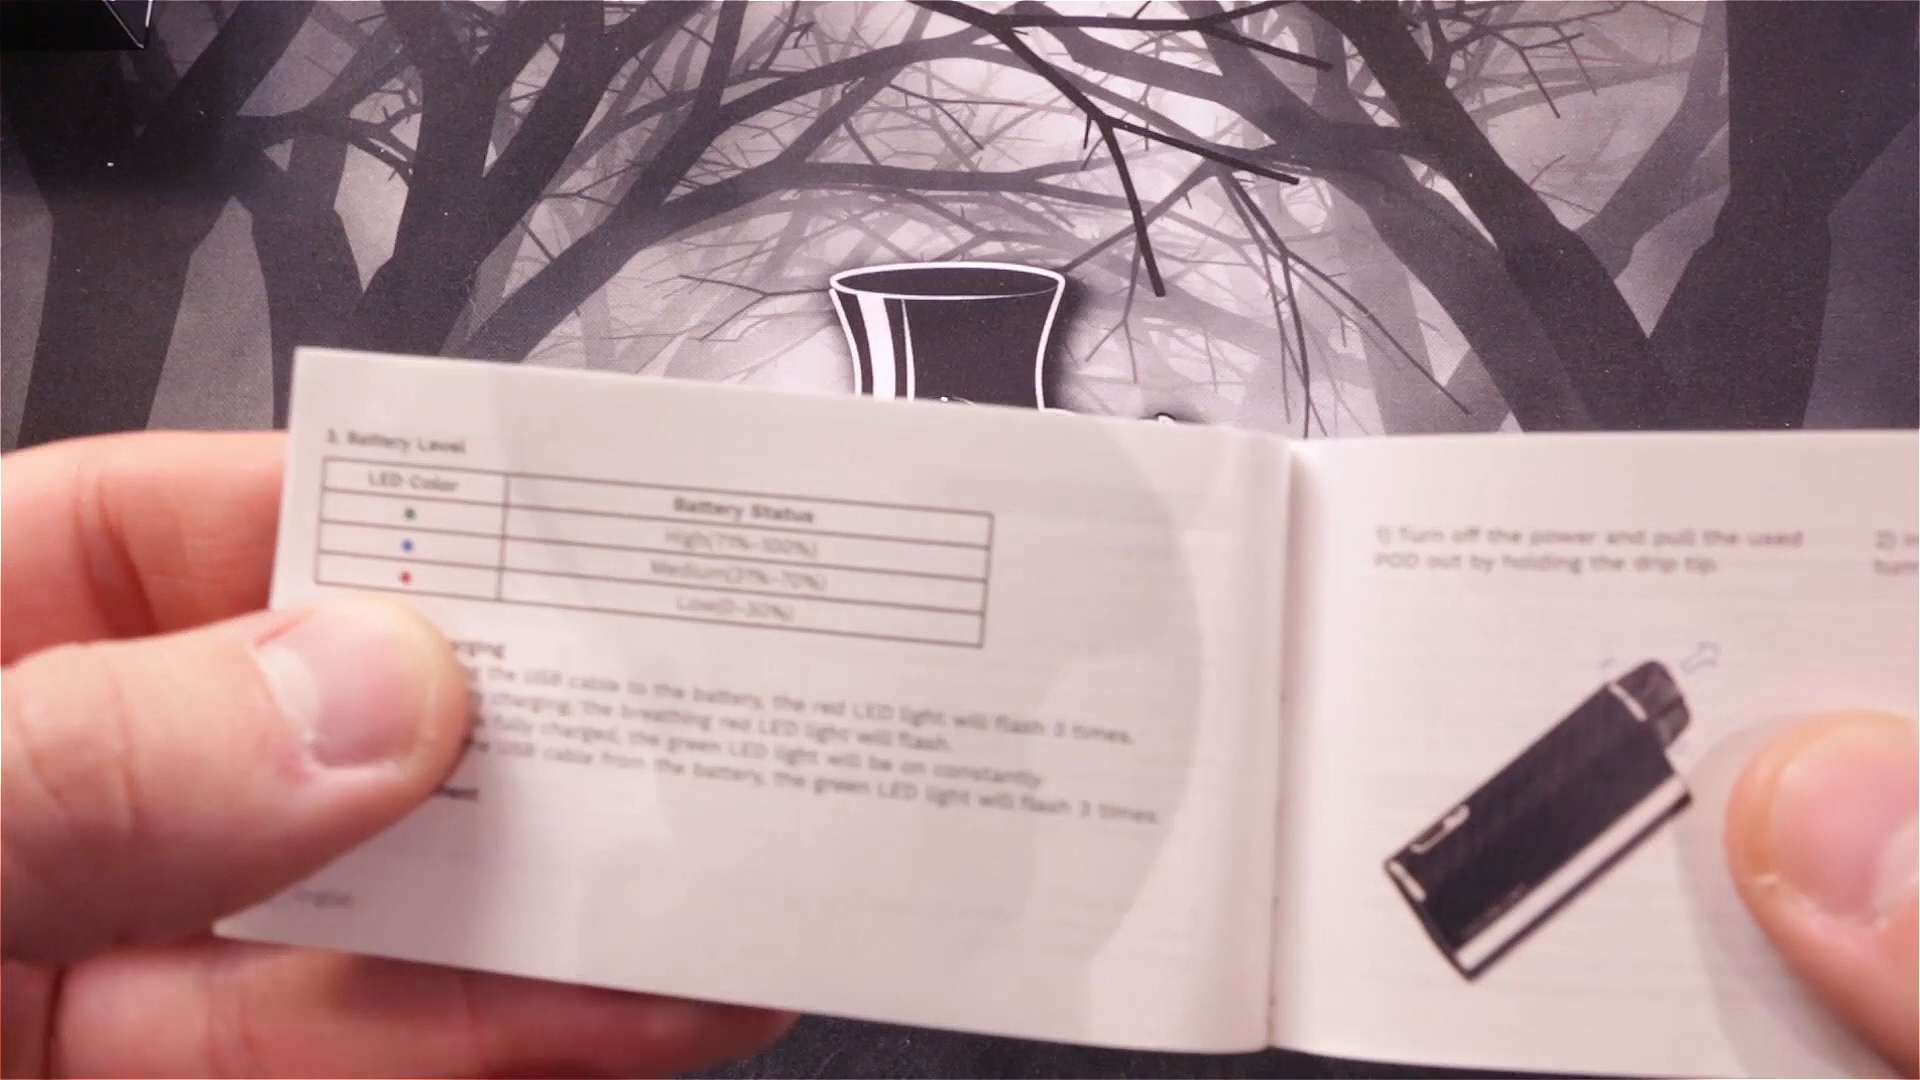 3. Battery Level
LED Color
Battery Status
High(71%-100%)
Medium(31%-70%)
Low(0-30%)
the USB cable to the battery, the red LED light will flash 3 times.
charging, the breathing red LED light will flash.
fully charged, the green LED light will be on constantly.
USB cable from the battery, the green LED light will flash 3 times.
English
1) Turn off the power and pull the used
POD out by holding the drip tip.
2)